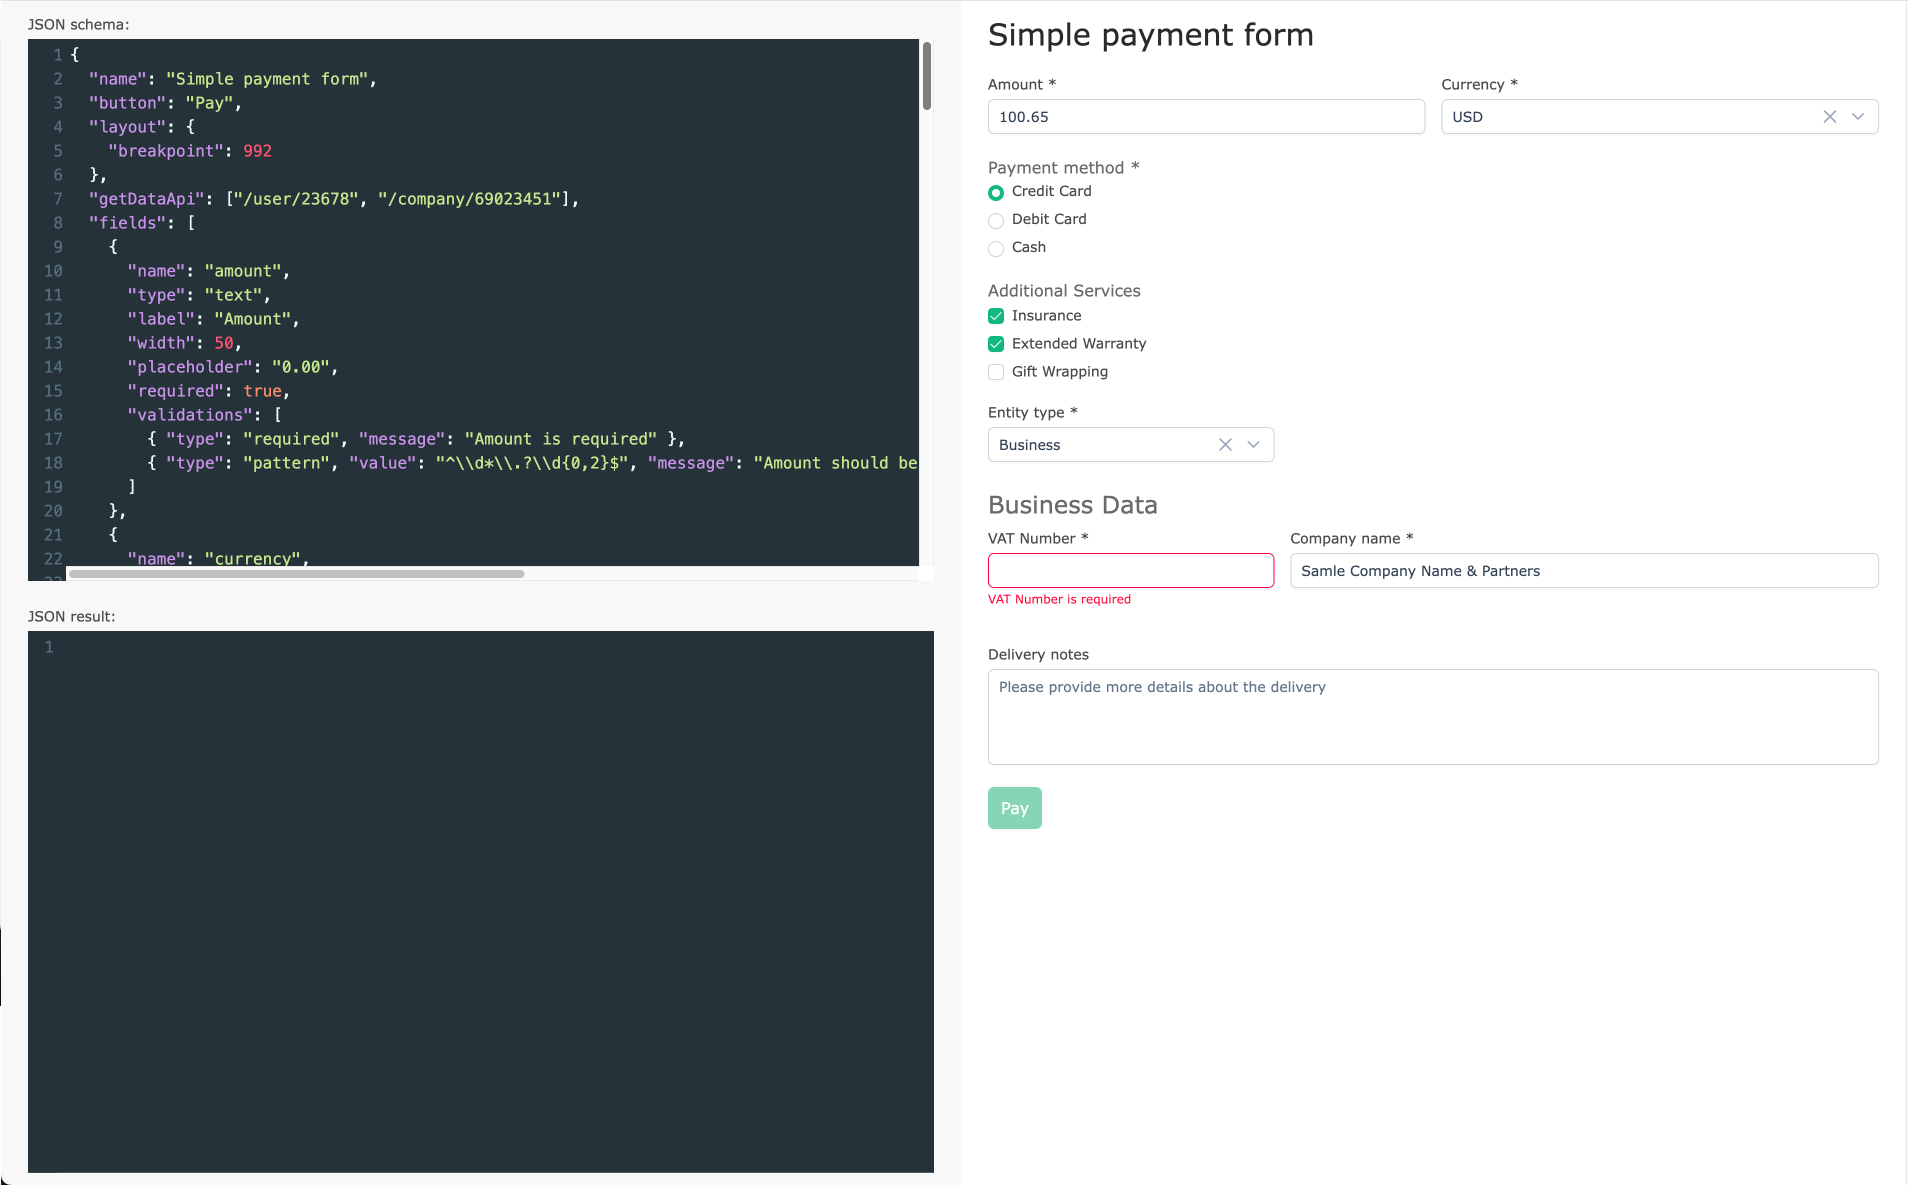 JSON schema:
1 {
2 "name": "Simple payment form",
3 "button": "Pay",
4 "layout": {
5 "breakpoint": 992
6 },
7 "getDataApi": ["/user/23678", "/company/69023451"],
8 "fields": [
9 {
10 "name": "amount",
11 "type": "text",
12 "label": "Amount",
13 "width": 50,
14 "placeholder": "0.00",
15 "required": true,
16 "validations": [
17 { "type": "required", "message": "Amount is required" },
18 { "type": "pattern", "value": "^\\d*\\.?\\d{0,2}$", "message": "Amount should be
19 ]
20 },
21 {
22 "name": "currency",
JSON result:
1
Simple payment form
Amount * Currency *
100.65 USD
Payment method *
Credit Card
Debit Card
Cash
Additional Services
Insurance
Extended Warranty
Gift Wrapping
Entity type *
Business
Business Data
VAT Number * Company name *
Samle Company Name & Partners
VAT Number is required
Delivery notes
Please provide more details about the delivery
Pay